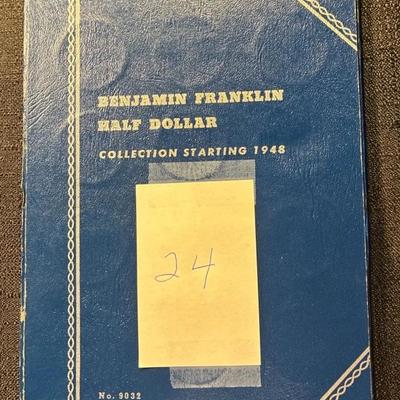 BENJAMIN FRANKLIN
HALF DOLLAR
COLLECTION STARTING 1948
24
No. 9032